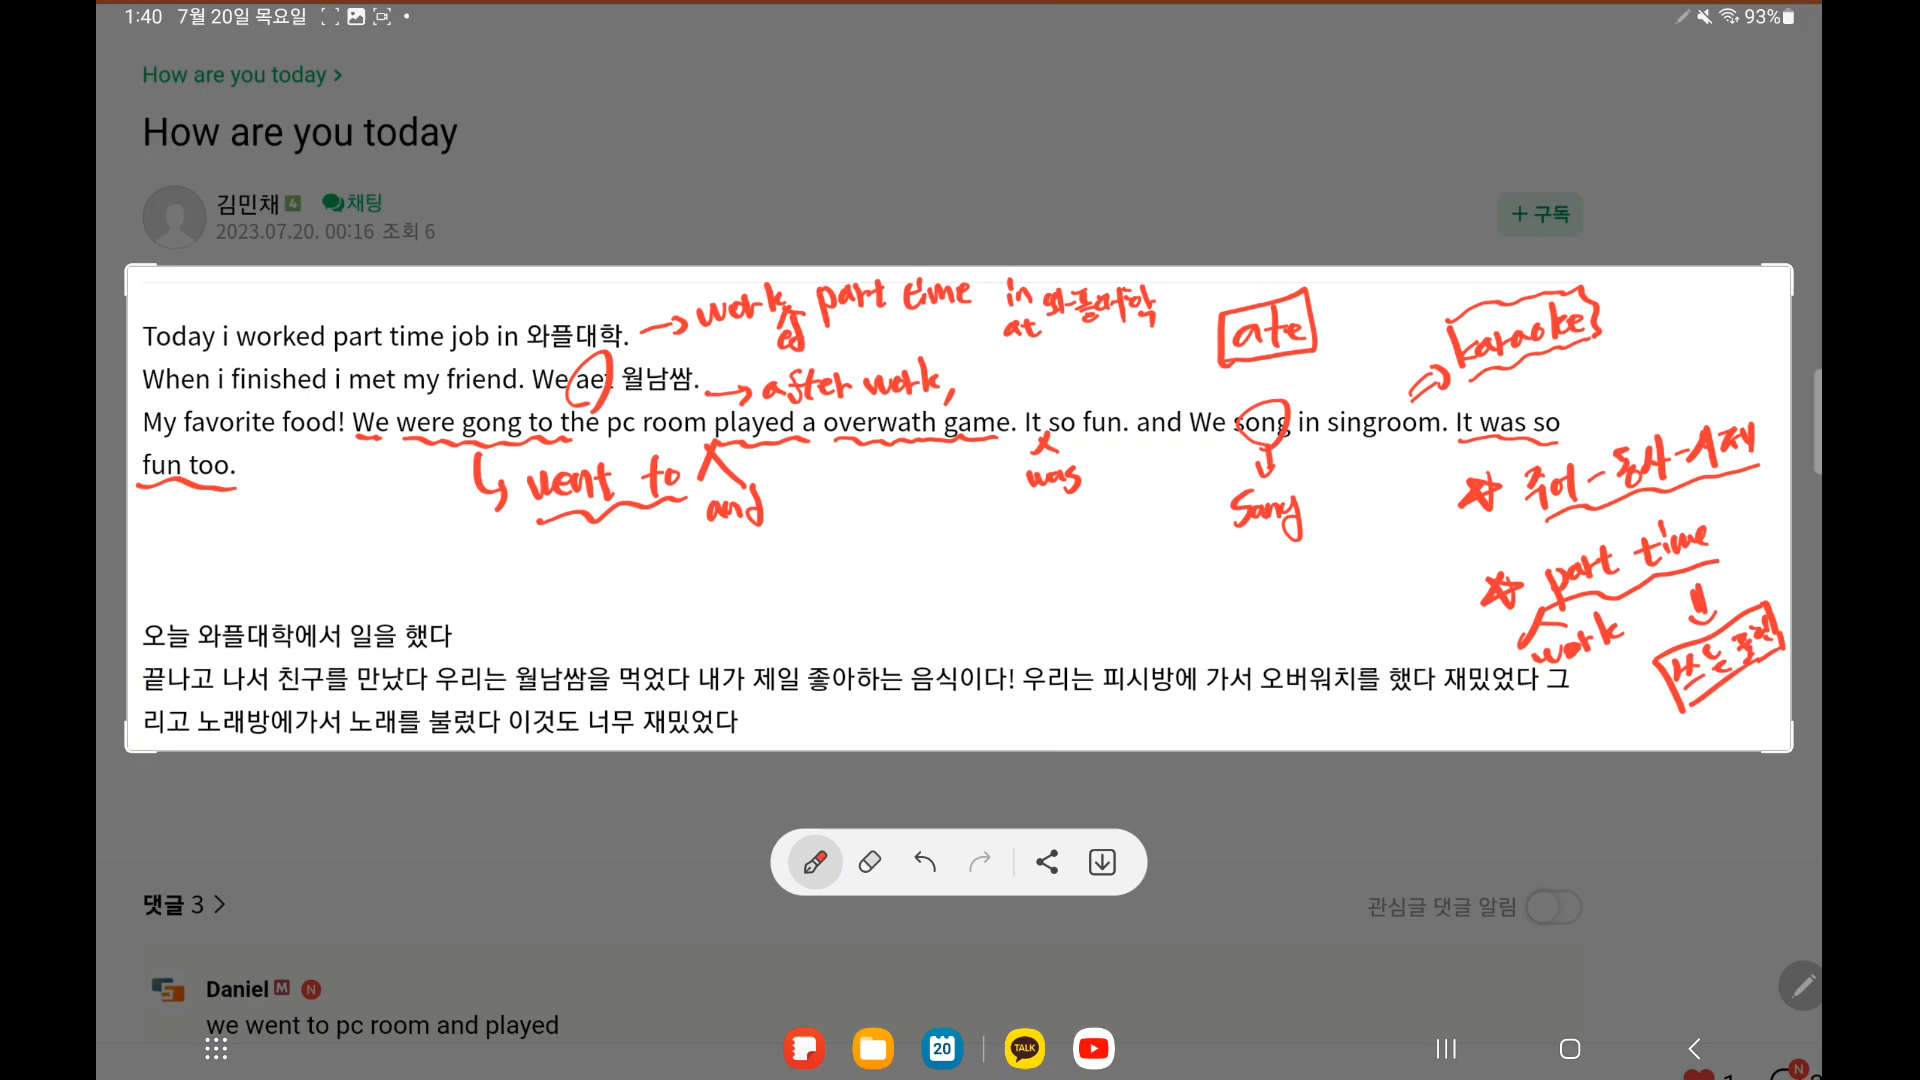 1:40 7월 20일 목요일
93%
How are you today >
How are you today
김민채 4 채팅
2023.07.20. 00:16 조회 6
+ 구독
→ work part time in 와플대학
ed at
ate
karaoke
Today i worked part time job in 와플대학.
When i finished i met my friend. We aet 월남쌈.
→ after work,
My favorite food! We were gong to the pc room played a overwath game. It so fun. and We song in singroom. It was so
fun too.
went to
and
was
Sang
☆ 주어-동사-시제
☆ part time
work
쓰는 표현
오늘 와플대학에서 일을 했다
끝나고 나서 친구를 만났다 우리는 월남쌈을 먹었다 내가 제일 좋아하는 음식이다! 우리는 피시방에 가서 오버워치를 했다 재밌었다 그
리고 노래방에가서 노래를 불렀다 이것도 너무 재밌었다
댓글 3 >
관심글 댓글 알림
Daniel M N
we went to pc room and played
20
TALK
N